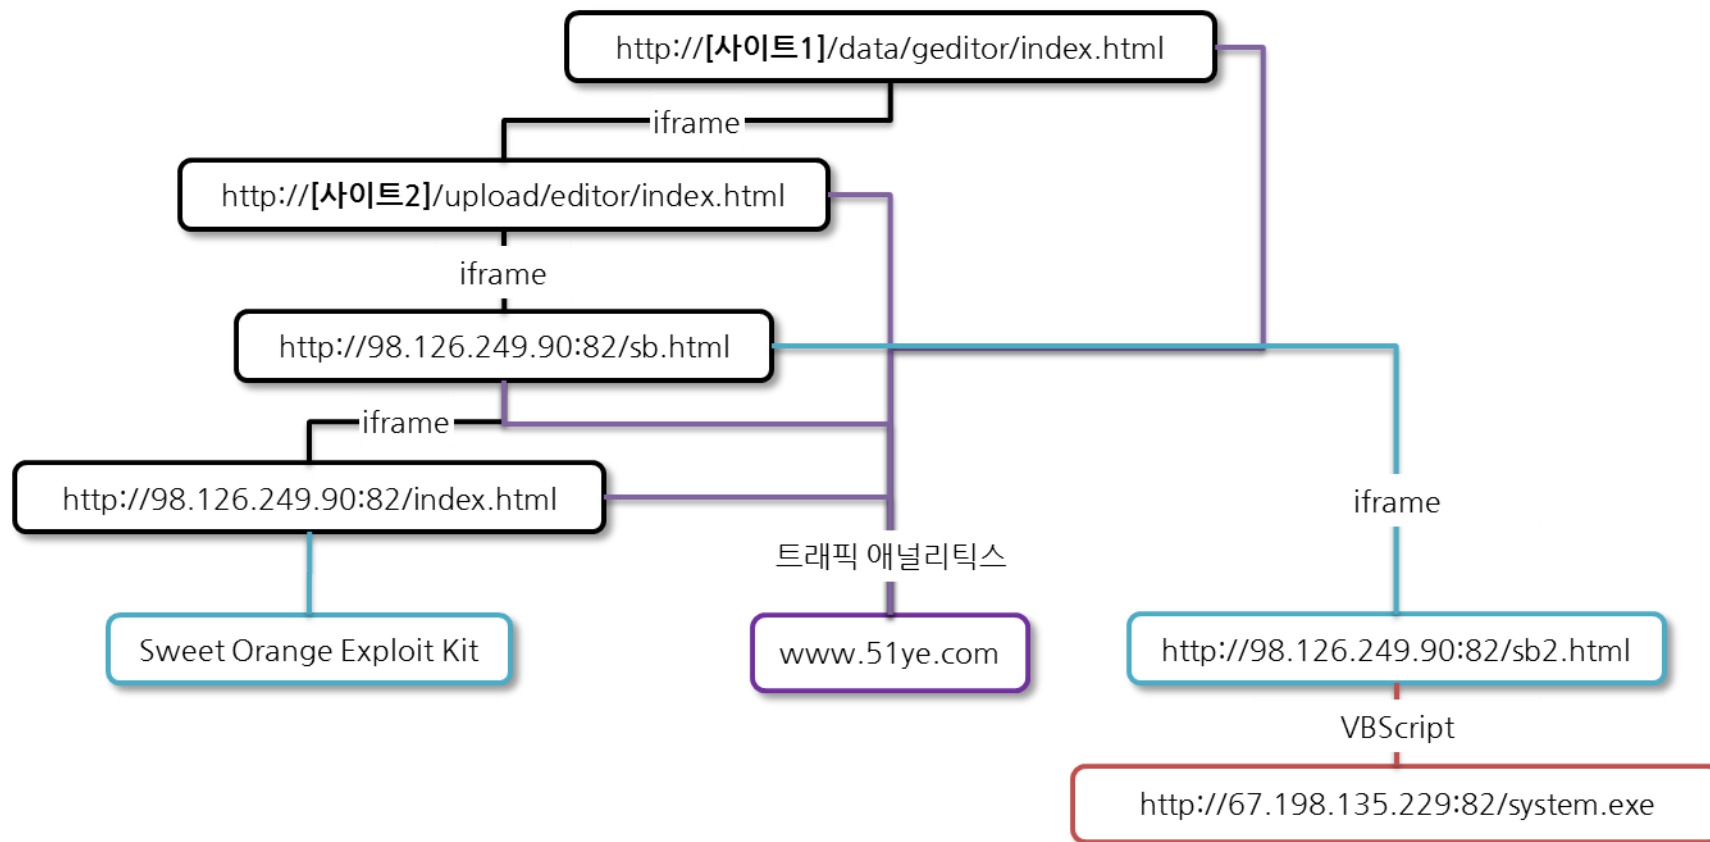 http://[사이트1]/data/geditor/index.html
iframe
http://[사이트2]/upload/editor/index.html
iframe
http://98.126.249.90:82/sb.html
iframe
http://98.126.249.90:82/index.html
iframe
트래픽 애널리틱스
Sweet Orange Exploit Kit
www.51ye.com
http://98.126.249.90:82/sb2.html
VBScript
http://67.198.135.229:82/system.exe